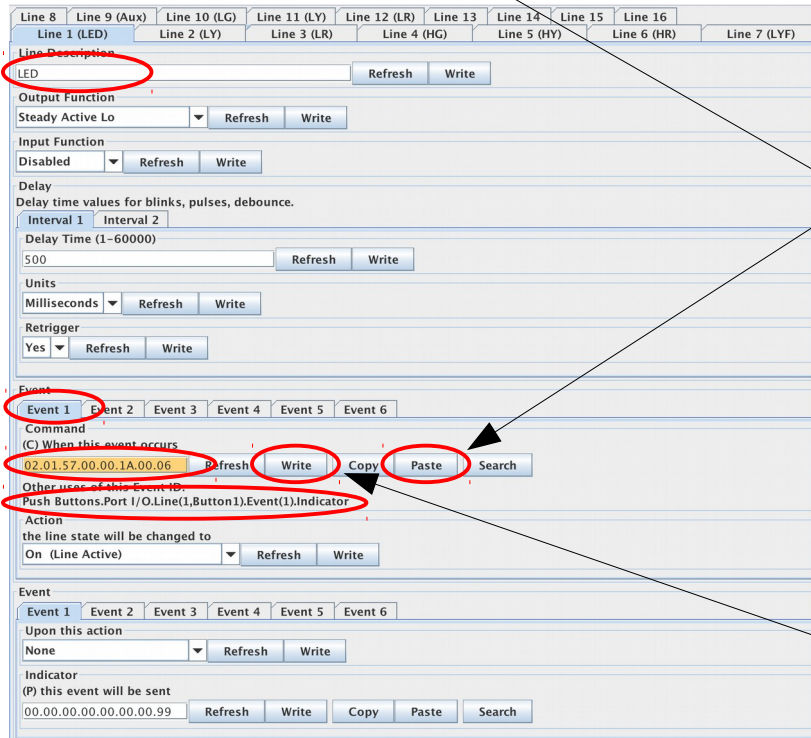 Line 8 Line 9 (Aux) Line 10 (LG) Line 11 (LY) Line 12 (LR) Line 13 Line 14 Line 15 Line 16
Line 1 (LED) Line 2 (LY) Line 3 (LR) Line 4 (HG) Line 5 (HY) Line 6 (HR) Line 7 (LYF)
Line Description
LED Refresh Write
Output Function
Steady Active Lo Refresh Write
Input Function
Disabled Refresh Write
Delay
Delay time values for blinks, pulses, debounce.
Interval 1 Interval 2
Delay Time (1-60000)
500 Refresh Write
Units
Milliseconds Refresh Write
Retrigger
Yes Refresh Write
Event
Event 1 Event 2 Event 3 Event 4 Event 5 Event 6
Command
(C) When this event occurs
02.01.57.00.00.1A.00.06 Refresh Write Copy Paste Search
Other uses of this Event ID:
Push Buttons.Port I/O.Line(1,Button1).Event(1).Indicator
Action
the line state will be changed to
On (Line Active) Refresh Write
Event
Event 1 Event 2 Event 3 Event 4 Event 5 Event 6
Upon this action
None Refresh Write
Indicator
(P) this event will be sent
00.00.00.00.00.00.00.99 Refresh Write Copy Paste Search